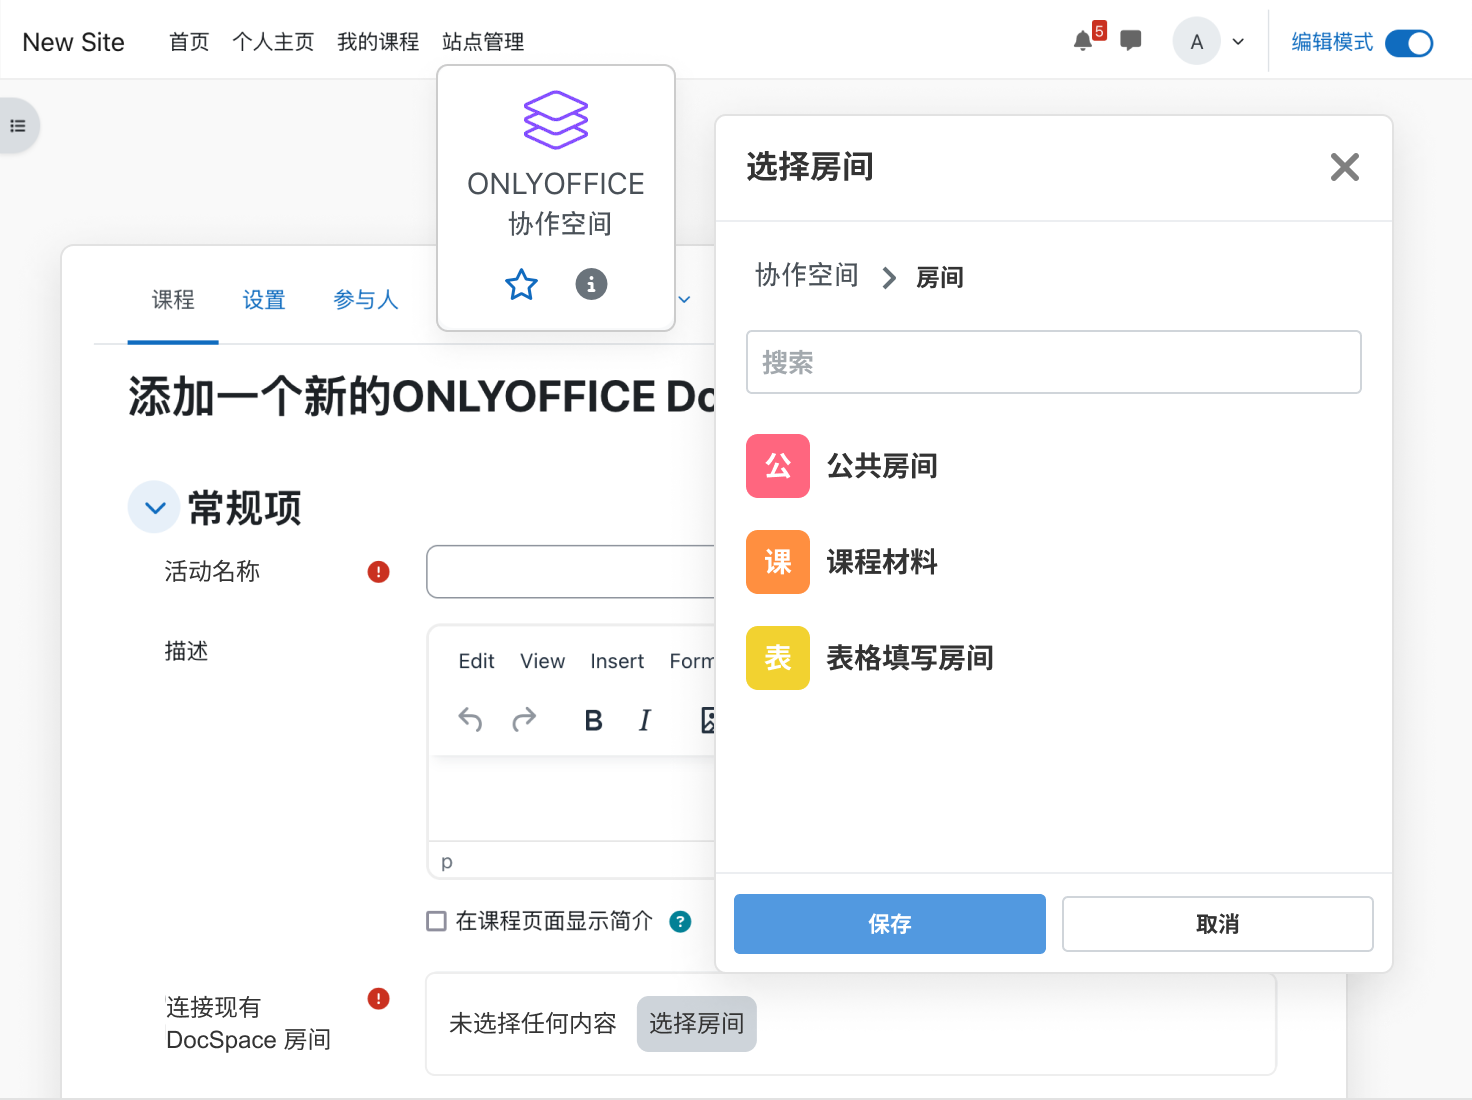 New Site
首页
个人主页
我的课程
站点管理
5
A
编辑模式
ONLYOFFICE
协作空间
课程
设置
参与人
添加一个新的ONLYOFFICE Do
常规项
活动名称
描述
Edit View Insert Form
B I
p
在课程页面显示简介
?
连接现有
DocSpace 房间
未选择任何内容
选择房间
选择房间
协作空间
房间
搜索
公
公共房间
课
课程材料
表
表格填写房间
保存
取消